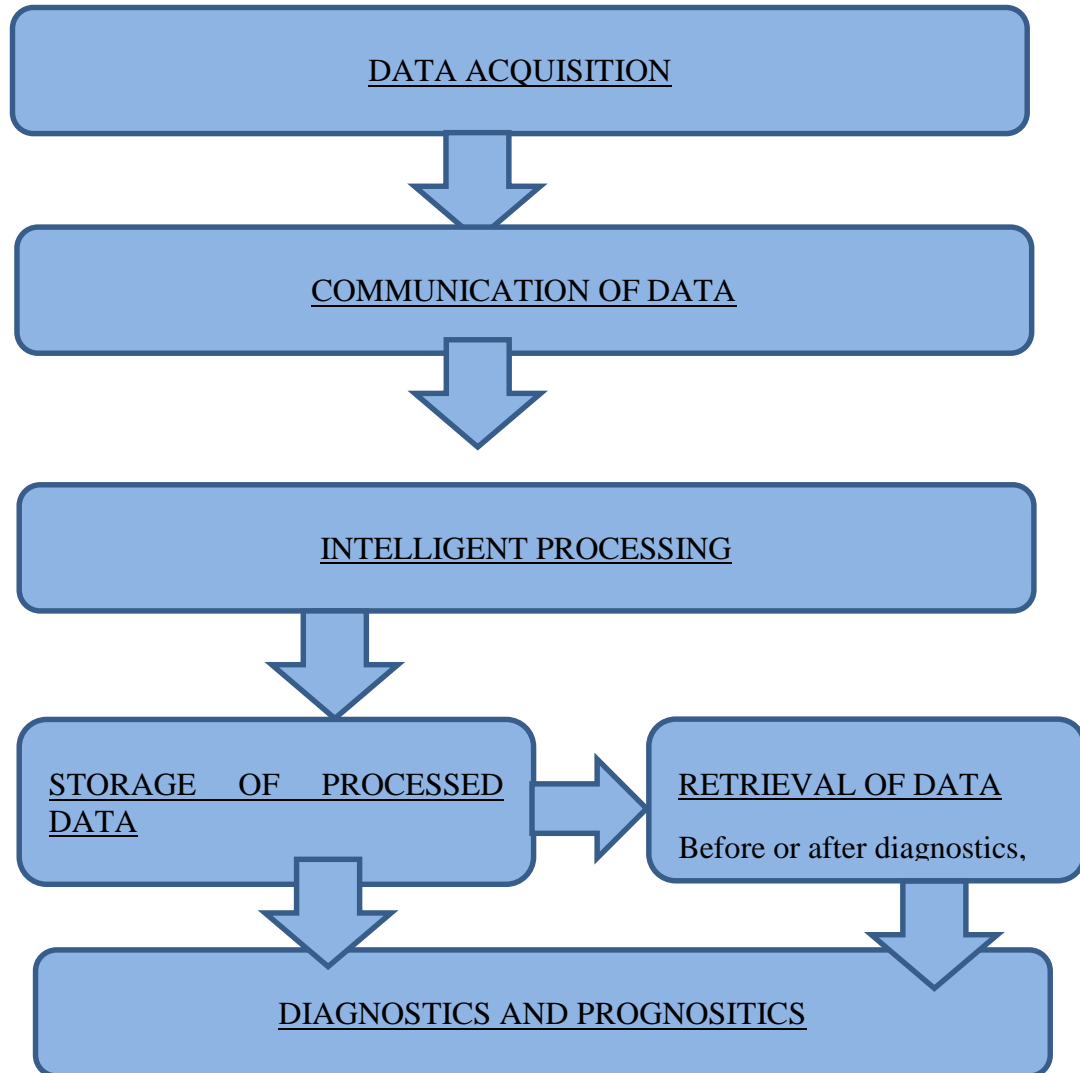 DATA ACQUISITION
COMMUNICATION OF DATA
INTELLIGENT PROCESSING
STORAGE OF PROCESSED
DATA
RETRIEVAL OF DATA
Before or after diagnostics,
DIAGNOSTICS AND PROGNOSITICS